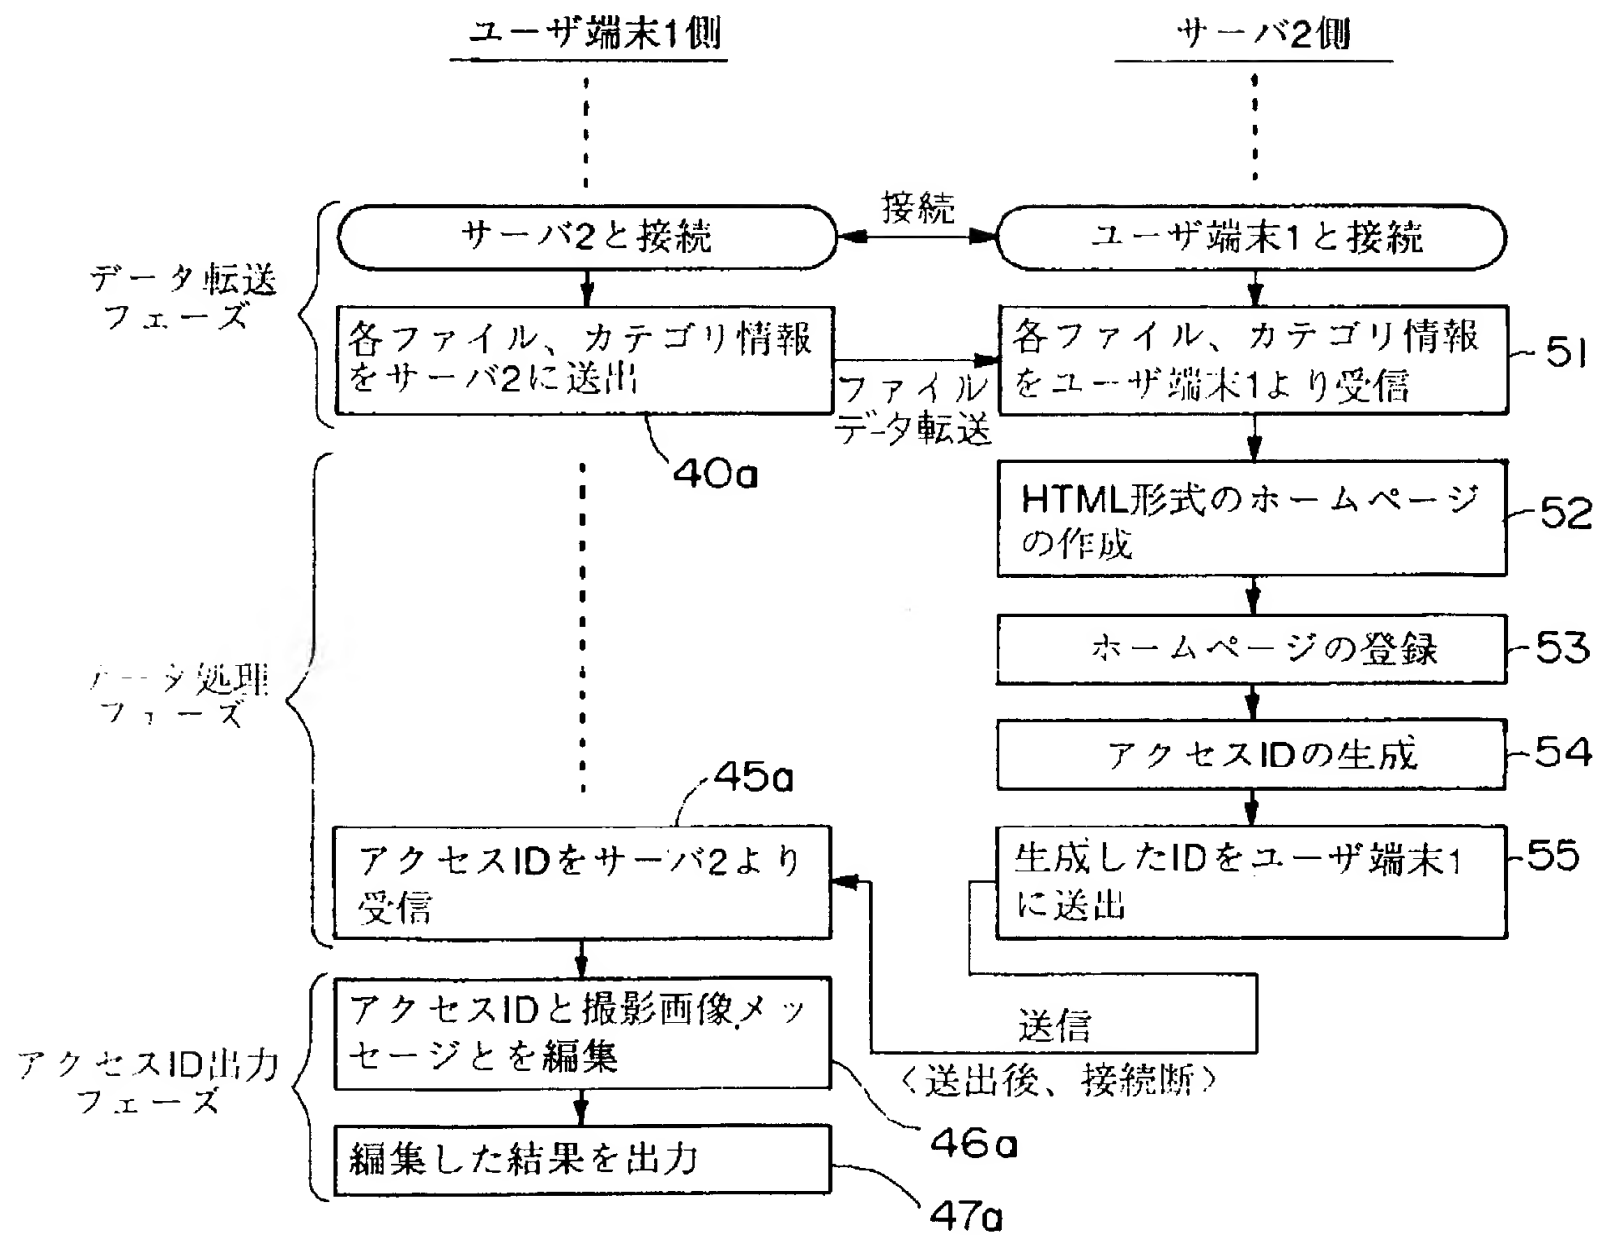 ユーザ端末1側
サーバ2側
接続
サーバ2と接続
ユーザ端末1と接続
データ転送
フェーズ
各ファイル、カテゴリ情報
をサーバ2に送出
各ファイル、カテゴリ情報
をユーザ端末1より受信
51
ファイル
データ転送
40a
HTML形式のホームページ
の作成
52
ホームページの登録
53
データ処理
フェーズ
アクセスIDの生成
54
45a
アクセスIDをサーバ2より
受信
生成したIDをユーザ端末1
に送出
55
アクセスIDと撮影画像,メッ
セージとを編集
送信
〈送出後、接続断〉
アクセスID出力
フェーズ
46a
編集した結果を出力
47a